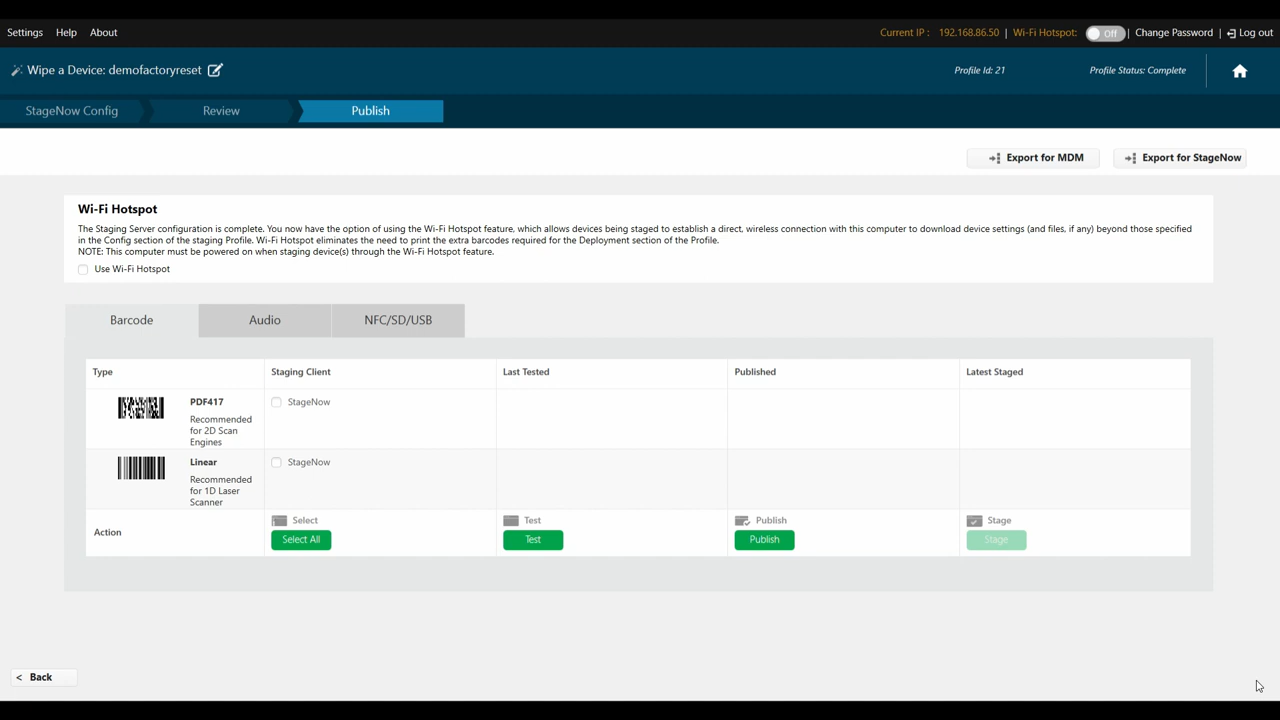 Settings Help About Current IP : 192.168.86.50 | Wi-Fi Hotspot: Off | Change Password | Log out
Wipe a Device: demofactoryreset Profile Id: 21 Profile Status: Complete
StageNow Config Review Publish
Export for MDM Export for StageNow
Wi-Fi Hotspot
The Staging Server configuration is complete. You now have the option of using the Wi-Fi Hotspot feature, which allows devices being staged to establish a direct, wireless connection with this computer to download device settings (and files, if any) beyond those specified
in the Config section of the staging Profile. Wi-Fi Hotspot eliminates the need to print the extra barcodes required for the Deployment section of the Profile.
NOTE: This computer must be powered on when staging device(s) through the Wi-Fi Hotspot feature.
Use Wi-Fi Hotspot
Barcode Audio NFC/SD/USB
Type Staging Client Last Tested Published Latest Staged
PDF417 StageNow
Recommended
for 2D Scan
Engines
Linear StageNow
Recommended
for 1D Laser
Scanner
Action
Select Test Publish Stage
Select All Test Publish Stage
< Back